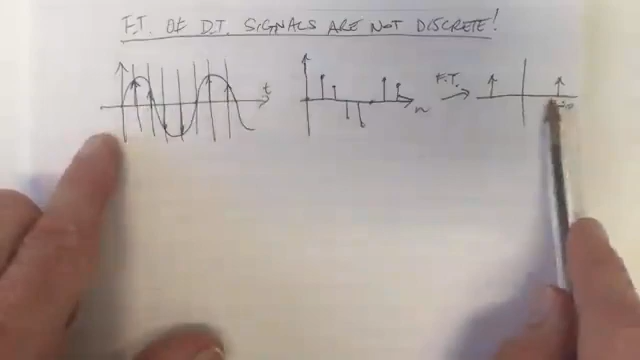 F.T. OF D.T. SIGNALS ARE NOT DISCRETE!
t
n
F.T.